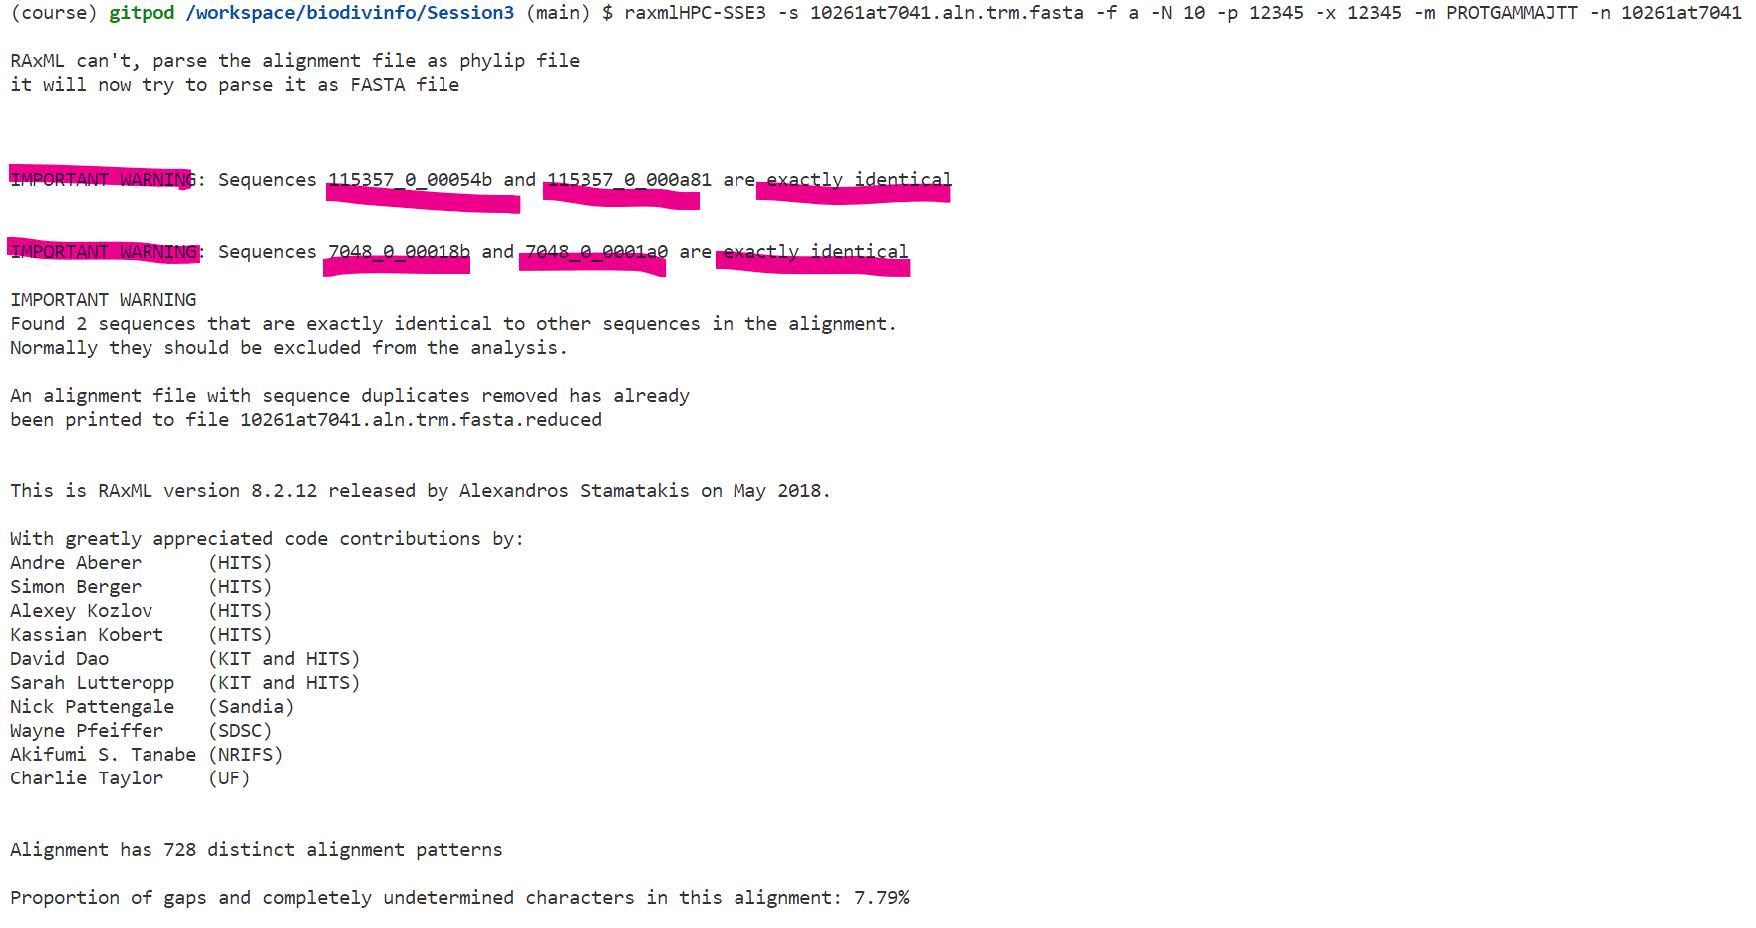 (course) gitpod /workspace/biodivinfo/Session3 (main) $ raxmlHPC-SSE3 -s 10261at7041.aln.trm.fasta -f a -N 10 -p 12345 -x 12345 -m PROTGAMMAJTT -n 10261at7041
RAxML can't, parse the alignment file as phylip file
it will now try to parse it as FASTA file
IMPORTANT WARNING: Sequences 115357_0_00054b and 115357_0_000a81 are exactly identical
IMPORTANT WARNING: Sequences 7048_0_00018b and 7048_0_0001a0 are exactly identical
IMPORTANT WARNING
Found 2 sequences that are exactly identical to other sequences in the alignment.
Normally they should be excluded from the analysis.
An alignment file with sequence duplicates removed has already
been printed to file 10261at7041.aln.trm.fasta.reduced
This is RAxML version 8.2.12 released by Alexandros Stamatakis on May 2018.
With greatly appreciated code contributions by:
Andre Aberer (HITS)
Simon Berger (HITS)
Alexey Kozlov (HITS)
Kassian Kobert (HITS)
David Dao (KIT and HITS)
Sarah Lutteropp (KIT and HITS)
Nick Pattengale (Sandia)
Wayne Pfeiffer (SDSC)
Akifumi S. Tanabe (NRIFS)
Charlie Taylor (UF)
Alignment has 728 distinct alignment patterns
Proportion of gaps and completely undetermined characters in this alignment: 7.79%